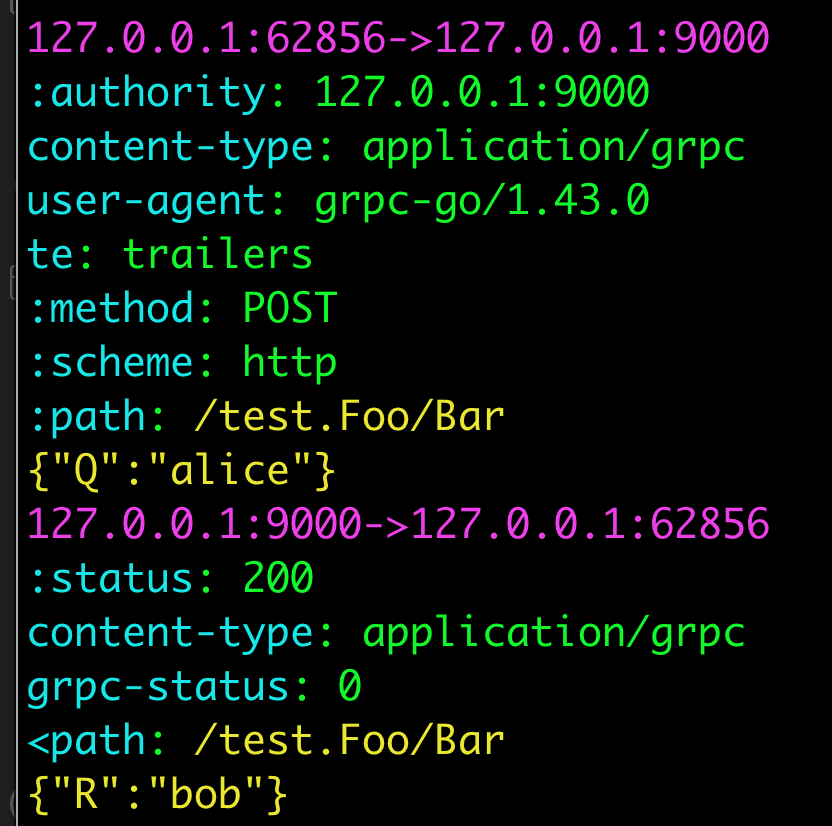 127.0.0.1:62856->127.0.0.1:9000
:authority: 127.0.0.1:9000
content-type: application/grpc
user-agent: grpc-go/1.43.0
te: trailers
:method: POST
:scheme: http
:path: /test.Foo/Bar
{"Q":"alice"}
127.0.0.1:9000->127.0.0.1:62856
:status: 200
content-type: application/grpc
grpc-status: 0
<path: /test.Foo/Bar
{"R":"bob"}